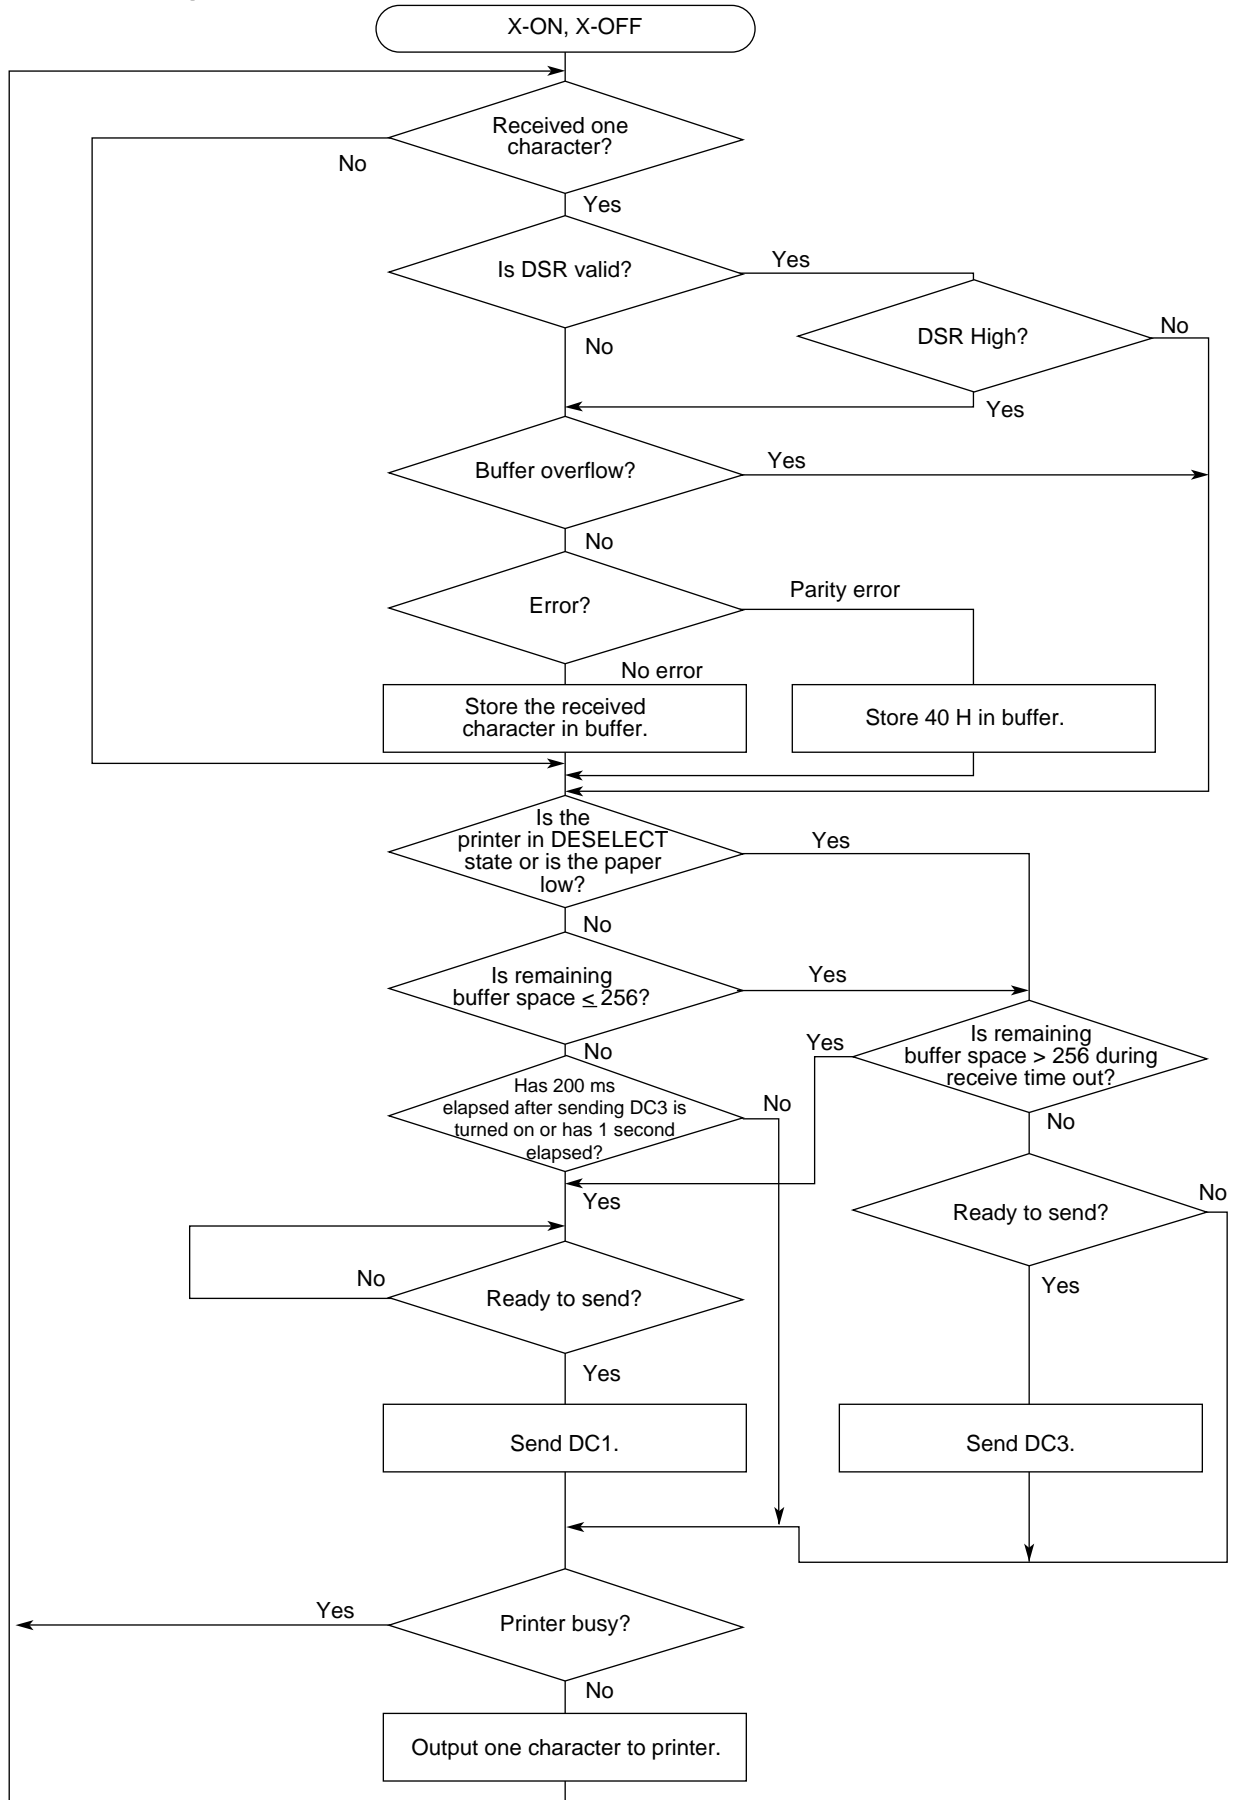 X-ON, X-OFF
Received one
character?
No
Yes
Is DSR valid?
Yes
No
DSR High?
No
Yes
Buffer overflow?
Yes
No
Error?
Parity error
No error
Store the received
character in buffer.
Store 40 H in buffer.
Is the
printer in DESELECT
state or is the paper
low?
Yes
No
Is remaining
buffer space ≤ 256?
Yes
No
Is remaining
buffer space > 256 during
receive time out?
Yes
No
Has 200 ms
elapsed after sending DC3 is
turned on or has 1 second
elapsed?
No
Yes
Ready to send?
No
Yes
Ready to send?
No
Yes
Send DC1.
Send DC3.
Printer busy?
Yes
No
Output one character to printer.